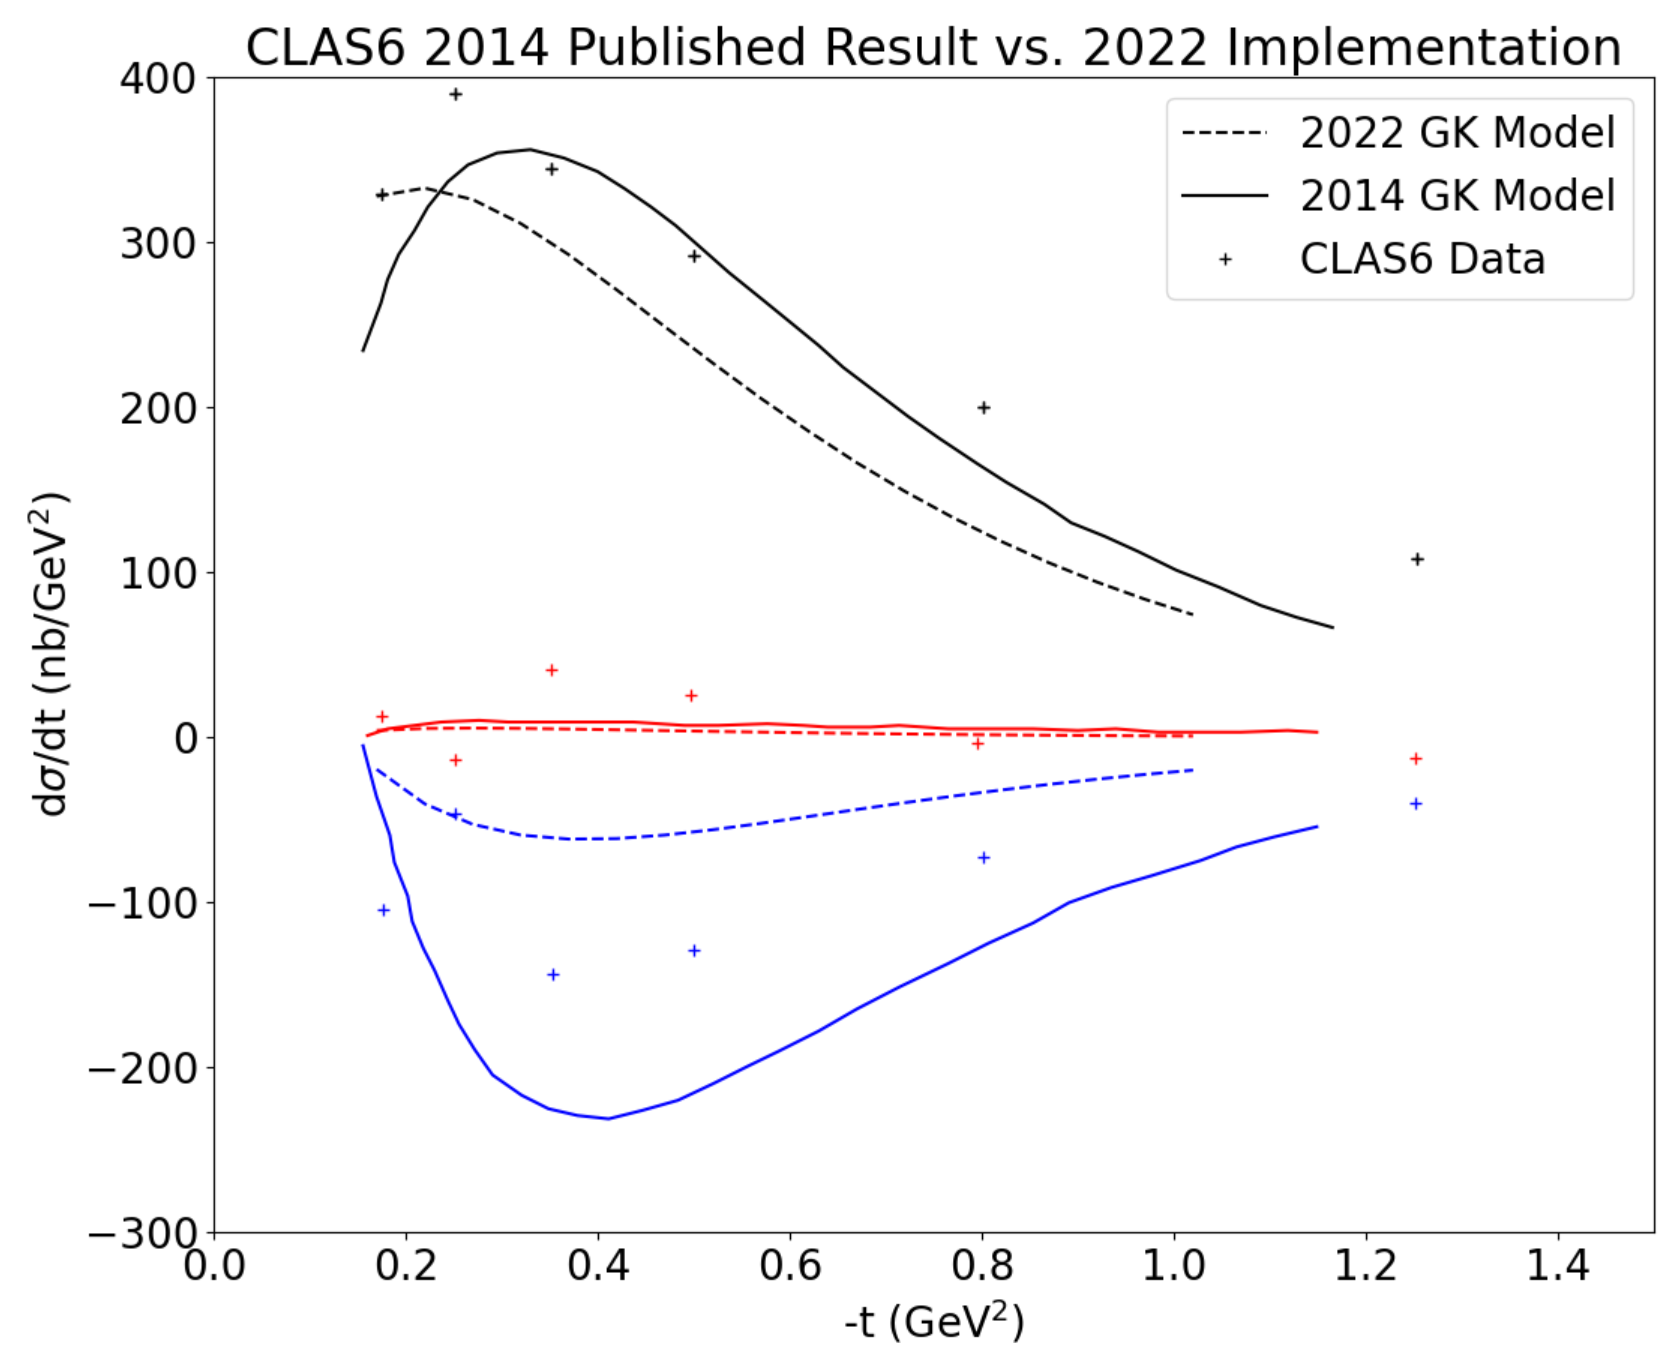 CLAS6 2014 Published Result vs. 2022 Implementation
2022 GK Model
2014 GK Model
CLAS6 Data
dσ/dt (nb/GeV²)
400
300
200
100
0
−100
−200
−300
0.0 0.2 0.4 0.6 0.8 1.0 1.2 1.4
-t (GeV²)